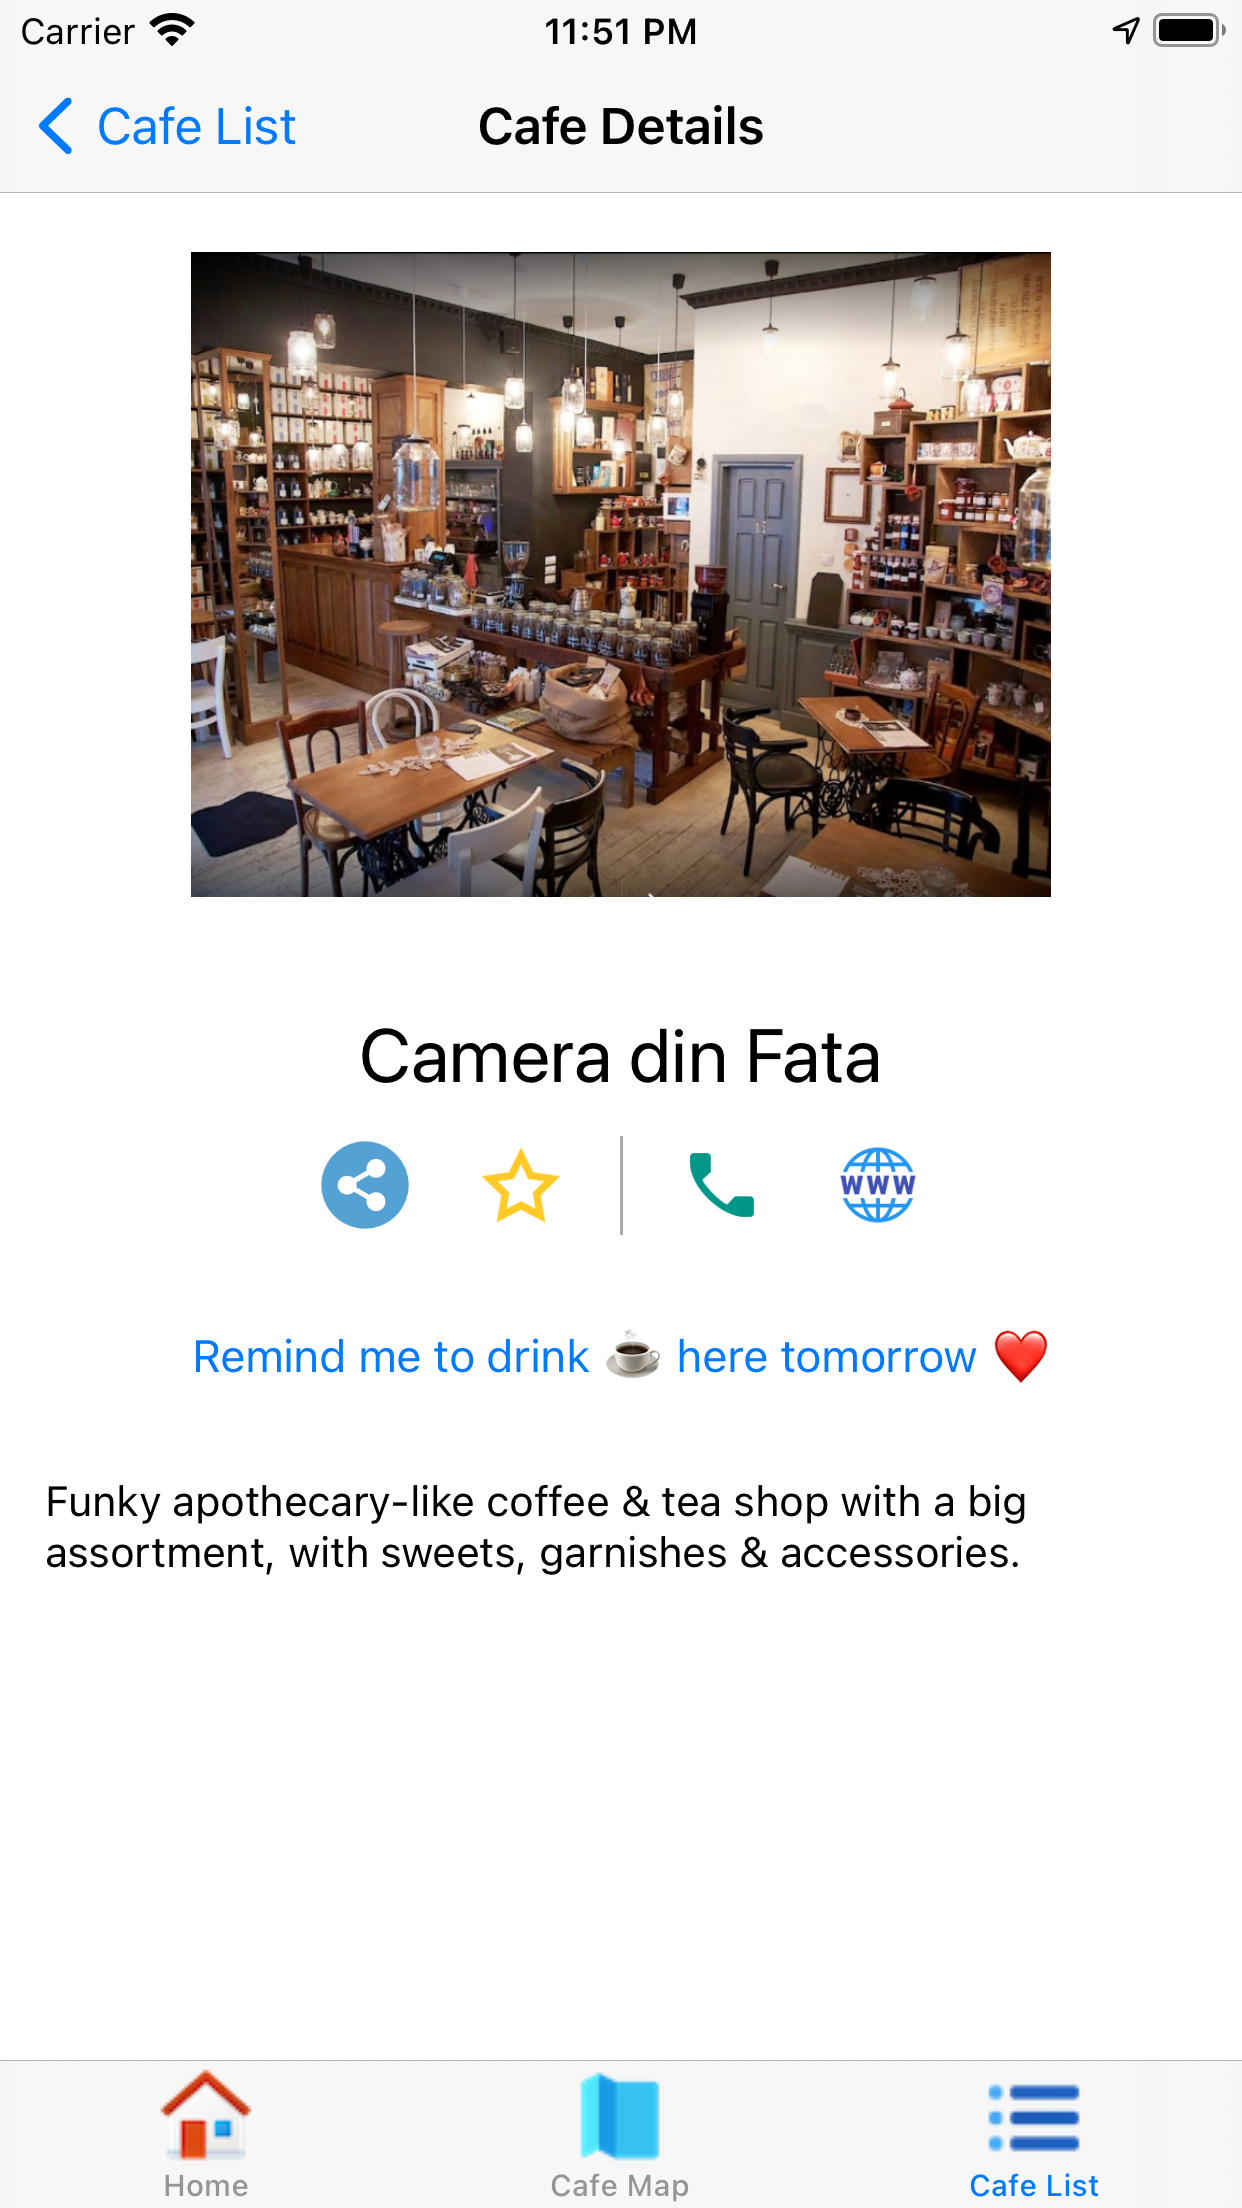 Carrier 11:51 PM
Cafe List Cafe Details
Camera din Fata
WWW
Remind me to drink ☕ here tomorrow ❤️
Funky apothecary-like coffee & tea shop with a big
assortment, with sweets, garnishes & accessories.
Home Cafe Map Cafe List